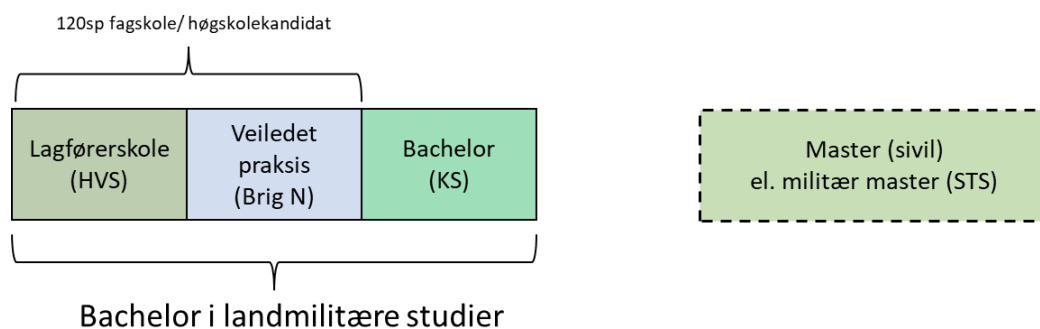 120sp fagskole/ høgskolekandidat
Lagførerskole
(HVS)
Veiledet
praksis
(Brig N)
Bachelor
(KS)
Master (sivil)
el. militær master (STS)
Bachelor i landmilitære studier